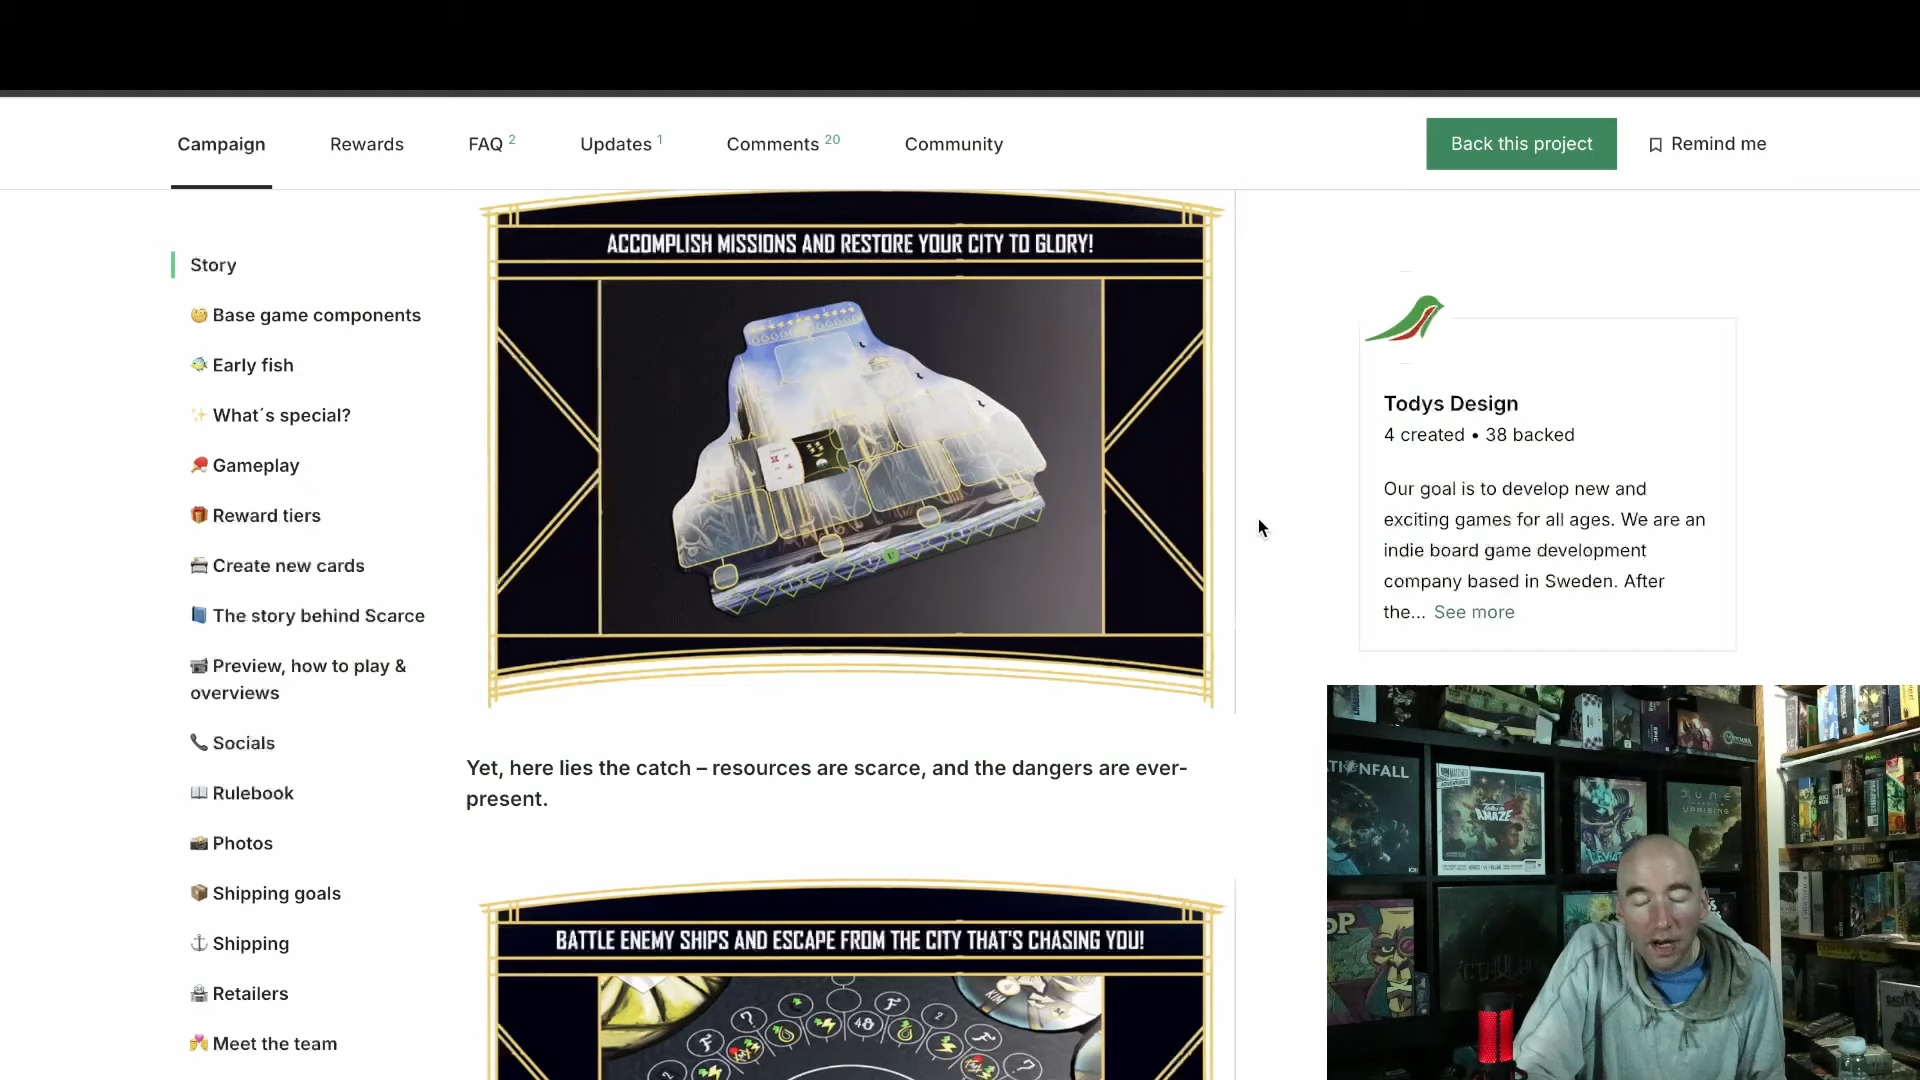 Campaign
Rewards
FAQ 2
Updates 1
Comments 20
Community
Back this project
Remind me
Story
Base game components
Early fish
What´s special?
Gameplay
Reward tiers
Create new cards
The story behind Scarce
Preview, how to play &
overviews
Socials
Rulebook
Photos
Shipping goals
Shipping
Retailers
Meet the team
ACCOMPLISH MISSIONS AND RESTORE YOUR CITY TO GLORY!
Yet, here lies the catch – resources are scarce, and the dangers are ever-
present.
BATTLE ENEMY SHIPS AND ESCAPE FROM THE CITY THAT'S CHASING YOU!
KIM
Todys Design
4 created • 38 backed
Our goal is to develop new and
exciting games for all ages. We are an
indie board game development
company based in Sweden. After
the... See more
TIONFALL
AMAZE
DUNE
UPRISING